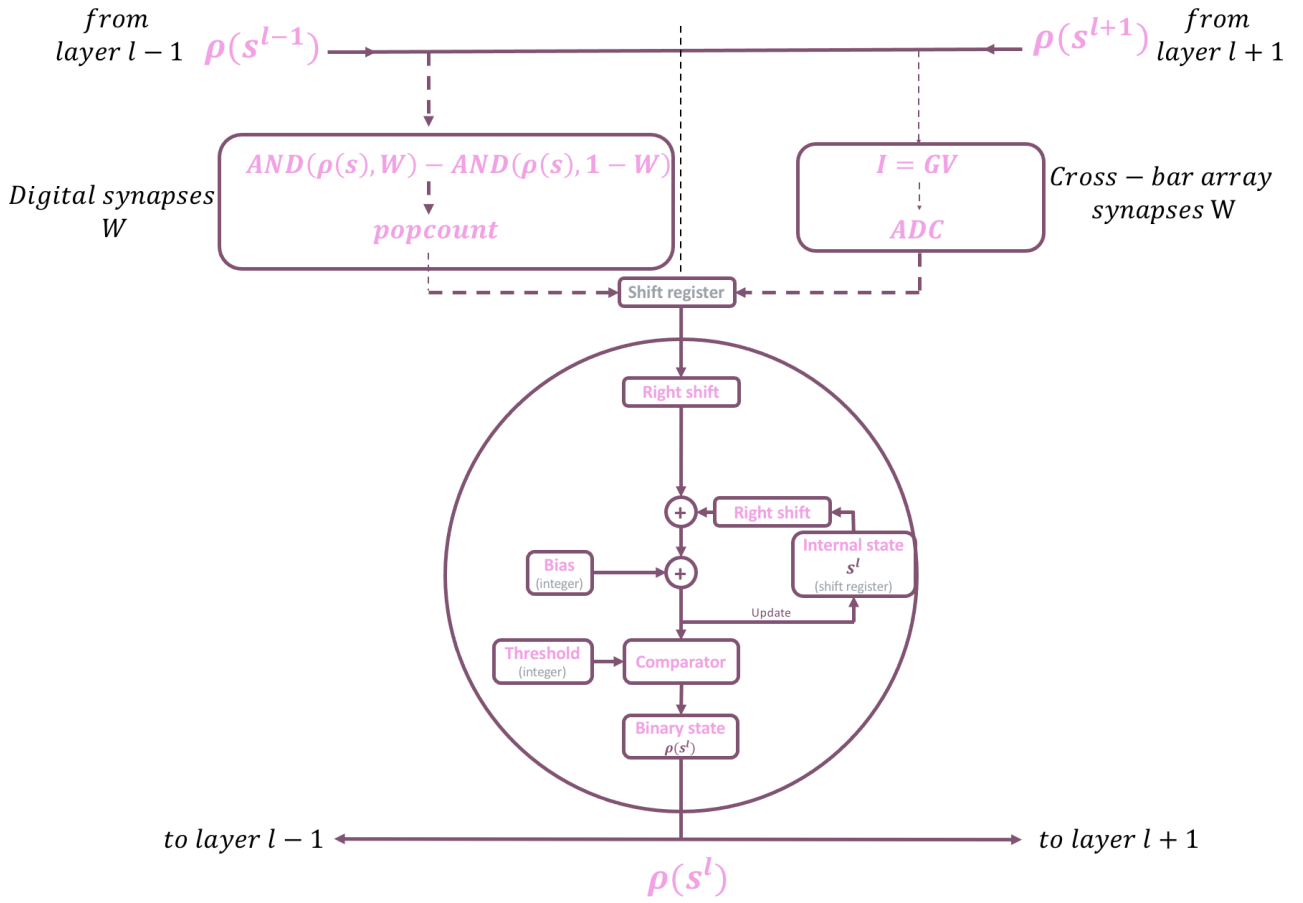 from
layer l − 1
ρ(s^{l−1})
ρ(s^{l+1})
from
layer l + 1
Digital synapses
W
AND(ρ(s), W) − AND(ρ(s), 1 − W)
popcount
I = GV
ADC
Cross − bar array
synapses W
Shift register
Right shift
+
Right shift
Internal state
s^l
(shift register)
Bias
(integer)
+
Update
Threshold
(integer)
Comparator
Binary state
ρ(s^l)
to layer l − 1
to layer l + 1
ρ(s^l)